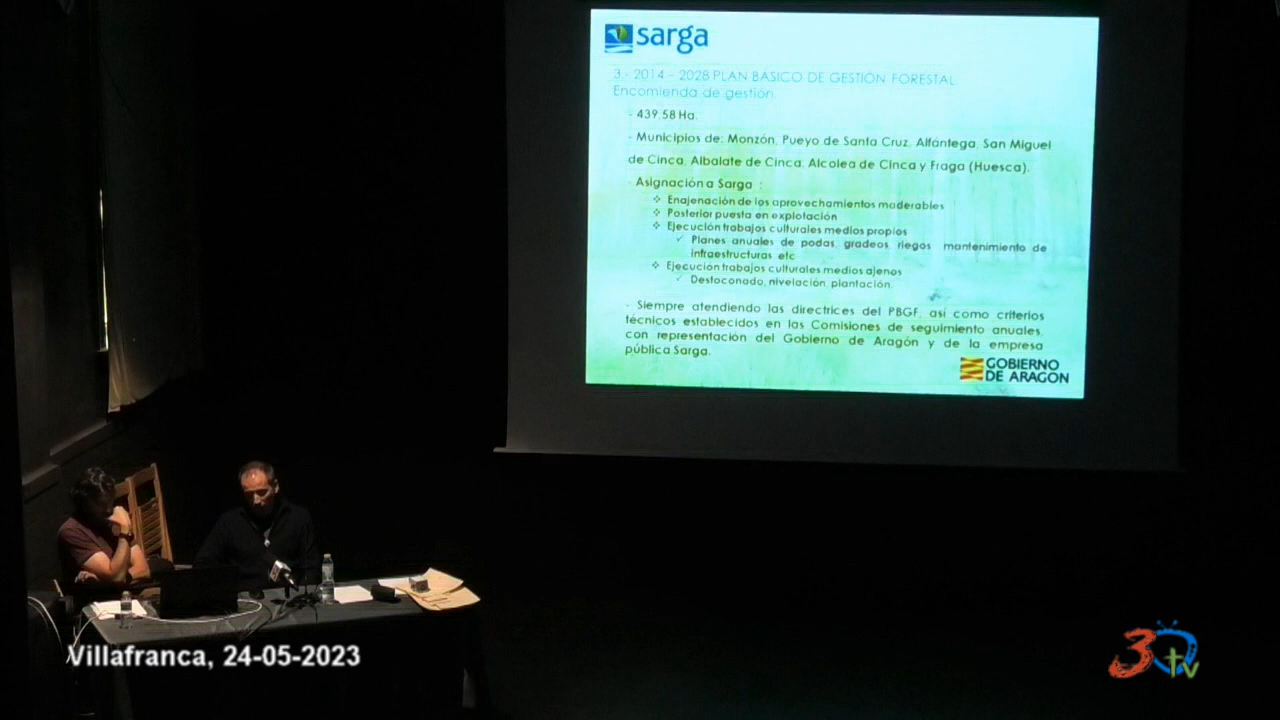 sarga
3.- 2014 – 2028 PLAN BÁSICO DE GESTIÓN FORESTAL
Encomienda de gestión
- 439,58 Ha.
- Municipios de: Monzón, Pueyo de Santa Cruz, Alfántega, San Miguel
de Cinca, Albalate de Cinca, Alcolea de Cinca y Fraga (Huesca).
Asignación a Sarga :
❖ Enajenación de los aprovechamientos maderables
❖ Posterior puesta en explotación
❖ Ejecución trabajos culturales medios propios
✓ Planes anuales de podas, gradeos, riegos, mantenimiento de
infraestructuras, etc
❖ Ejecución trabajos culturales medios ajenos
✓ Destoconado, nivelación, plantación.
- Siempre atendiendo las directrices del PBGF, así como criterios
técnicos establecidos en las Comisiones de seguimiento anuales,
con representación del Gobierno de Aragón y de la empresa
pública Sarga.
GOBIERNO
DE ARAGON
Villafranca, 24-05-2023
3 tv